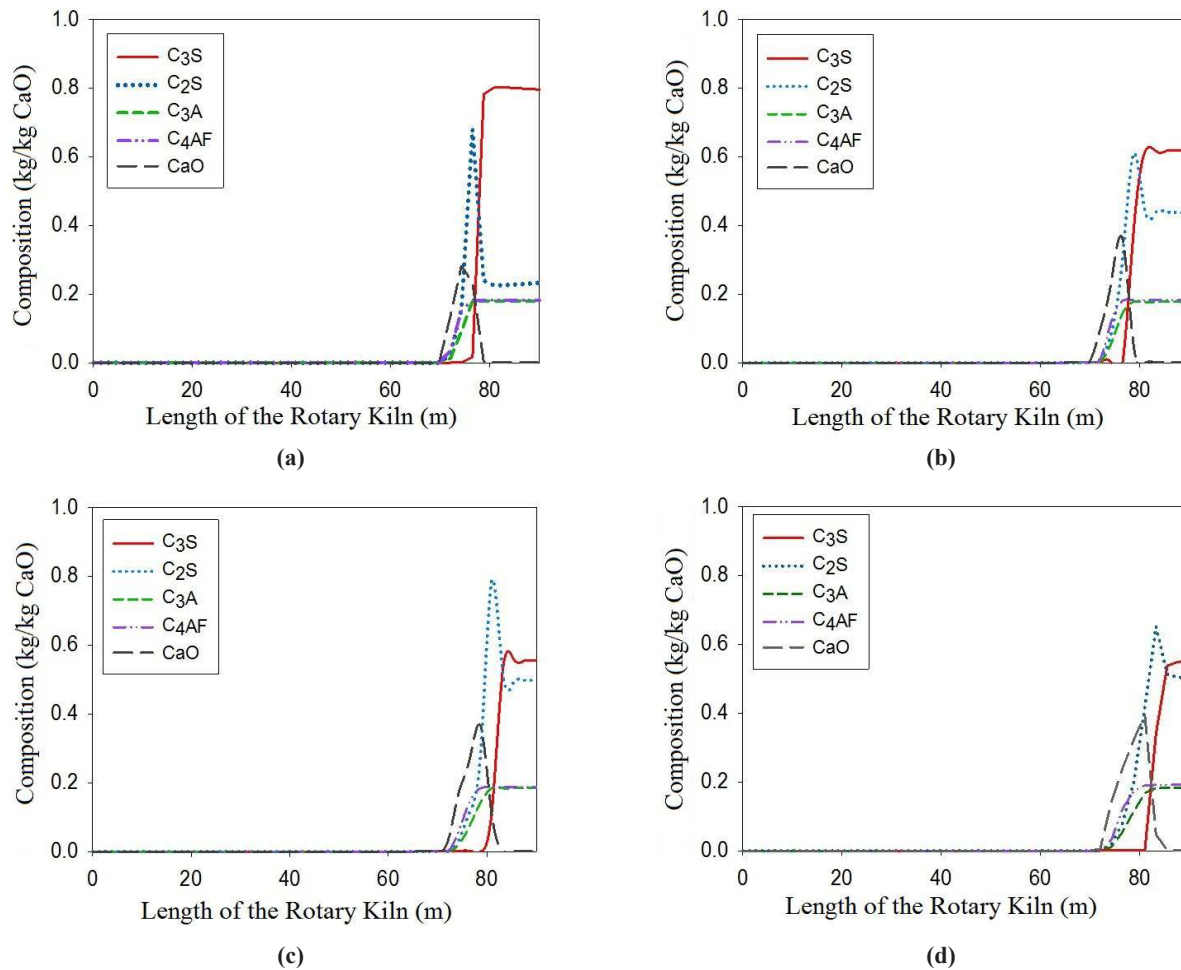 1.0
0.8
0.6
0.4
0.2
0.0
Composition (kg/kg CaO)
C3S
C2S
C3A
C4AF
CaO
0 20 40 60 80
Length of the Rotary Kiln (m)
(a)
1.0
0.8
0.6
0.4
0.2
0.0
Composition (kg/kg CaO)
C3S
C2S
C3A
C4AF
CaO
0 20 40 60 80
Length of the Rotary Kiln (m)
(b)
1.0
0.8
0.6
0.4
0.2
0.0
Composition (kg/kg CaO)
C3S
C2S
C3A
C4AF
CaO
0 20 40 60 80
Length of the Rotary Kiln (m)
(c)
1.0
0.8
0.6
0.4
0.2
0.0
Composition (kg/kg CaO)
C3S
C2S
C3A
C4AF
CaO
0 20 40 60 80
Length of the Rotary Kiln (m)
(d)